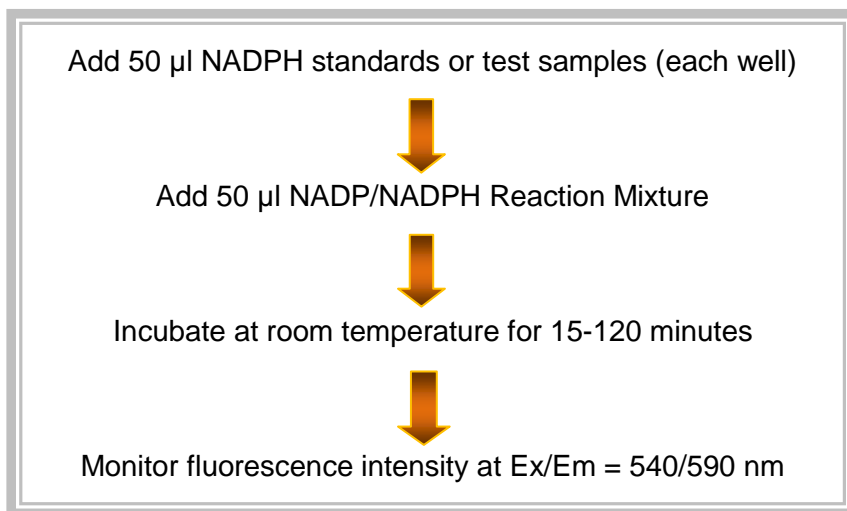 Add 50 µl NADPH standards or test samples (each well)
Add 50 µl NADP/NADPH Reaction Mixture
Incubate at room temperature for 15-120 minutes
Monitor fluorescence intensity at Ex/Em = 540/590 nm